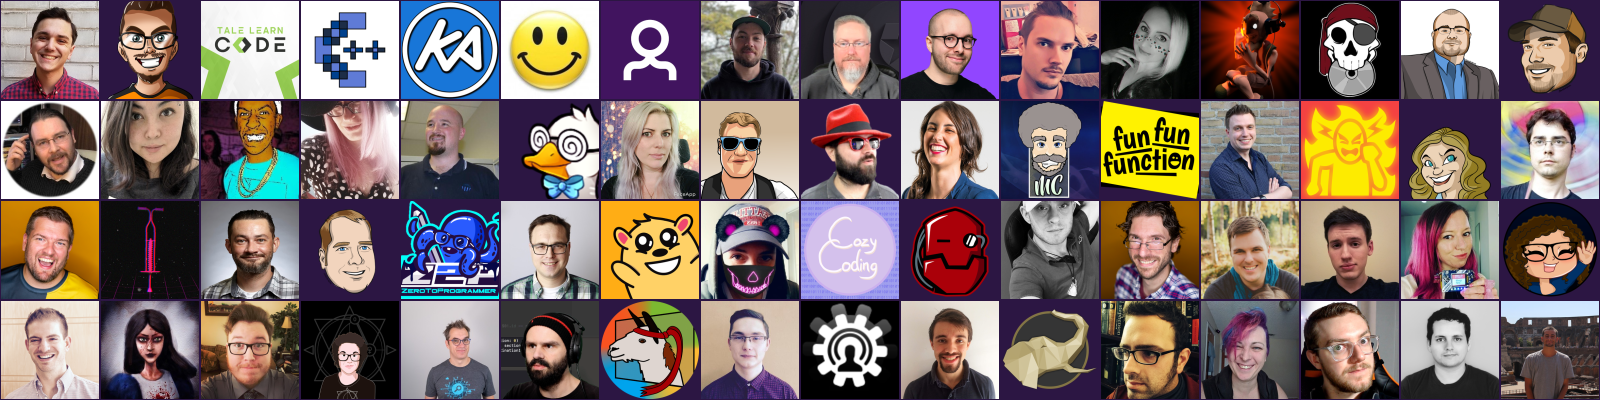 TALE LEARN
CODE
C++
KA
fun fun
function
MC
ZEROTOPROGRAMMER
Cozy
Coding